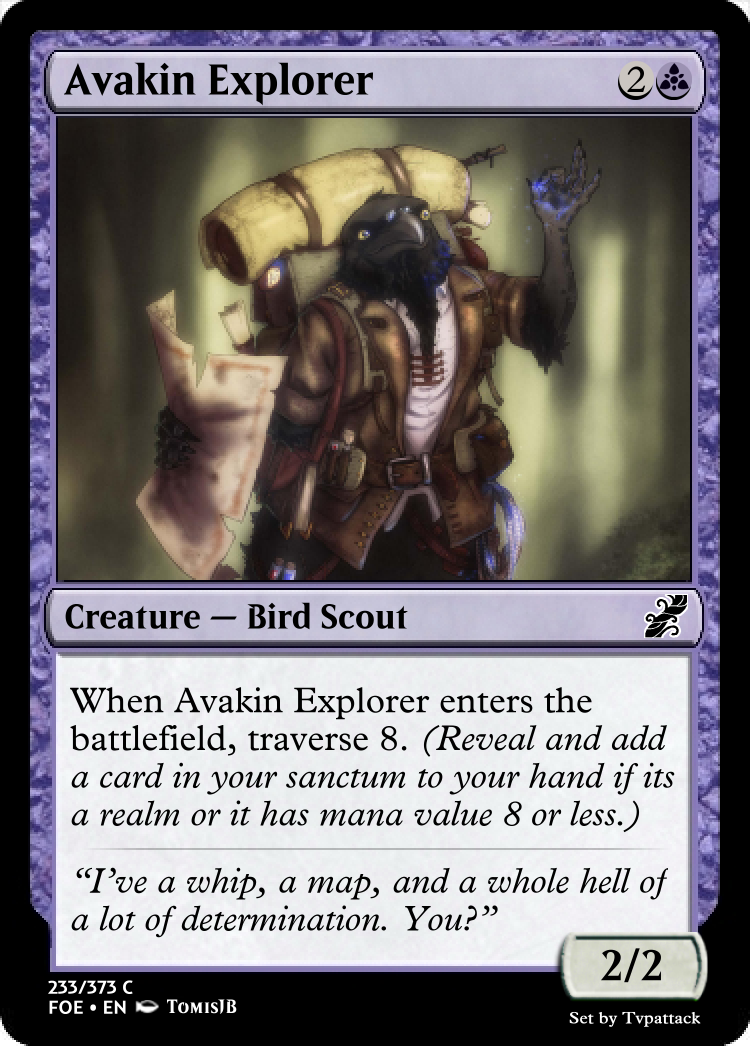 Avakin Explorer 2
Creature — Bird Scout
When Avakin Explorer enters the
battlefield, traverse 8. (Reveal and add
a card in your sanctum to your hand if its
a realm or it has mana value 8 or less.)
“I've a whip, a map, and a whole hell of
a lot of determination. You?”
2/2
233/373 C
FOE • EN TomisJB
Set by Tvpattack